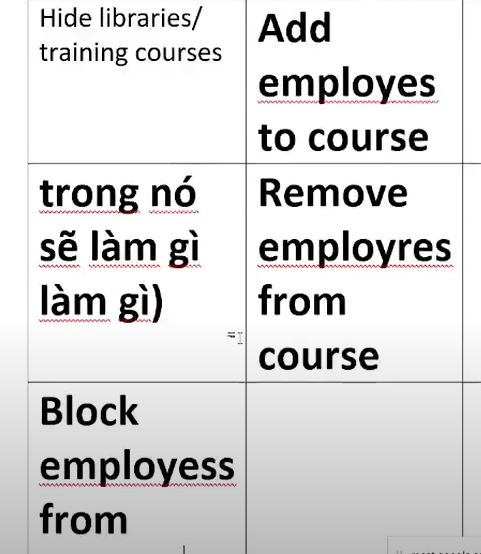 Hide libraries/
training courses
Add
employes
to course
trong nó
sẽ làm gì
làm gì)
Remove
employres
from
course
Block
employess
from